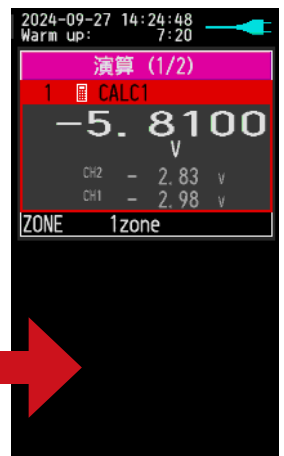 2024-09-27 14:24:48
Warm up: 7:20
演算 (1/2)
1 CALC1
-5. 8100
V
CH2 - 2. 83 V
CH1 - 2. 98 V
ZONE 1zone